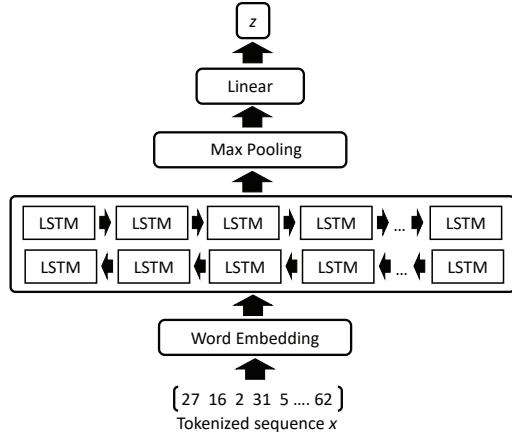 z
Linear
Max Pooling
LSTM LSTM LSTM LSTM ... LSTM
LSTM LSTM LSTM LSTM ... LSTM
Word Embedding
[27 16 2 31 5 .... 62]
Tokenized sequence x